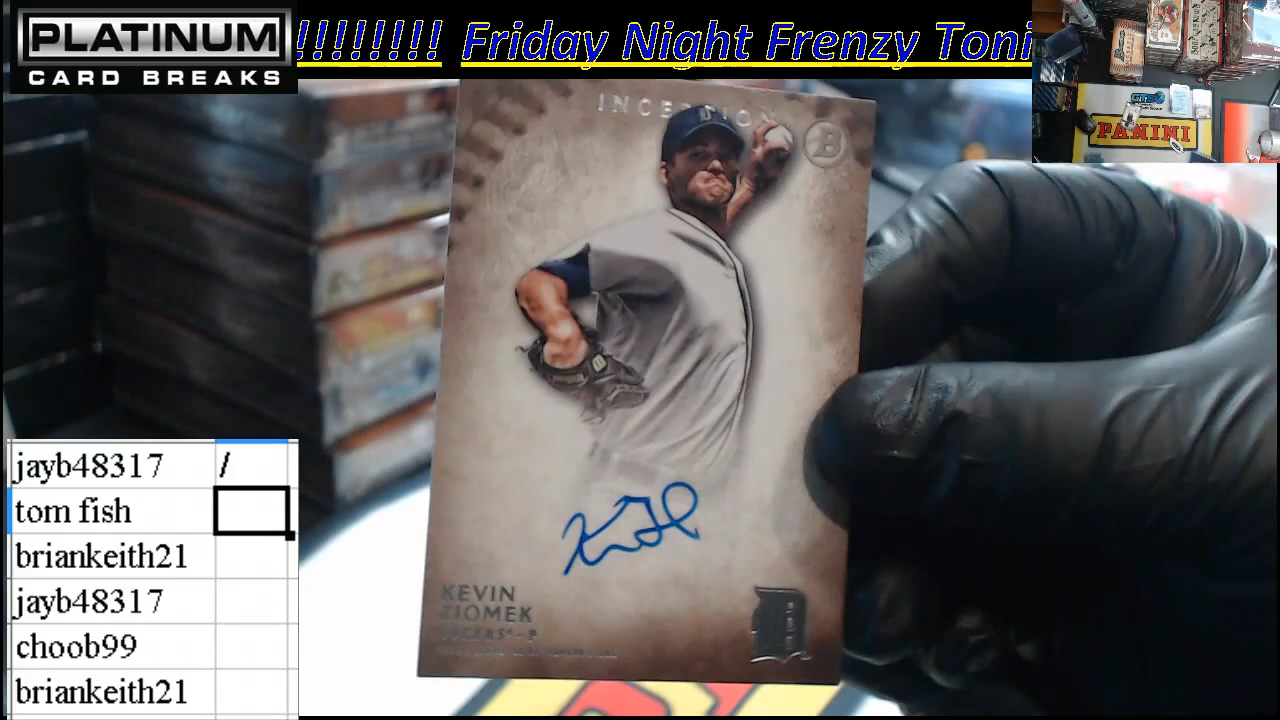 PLATINUM
CARD BREAKS
!!!!!!!!! Friday Night Frenzy Toni
PANINI
INCEPTION
B
D
KEVIN
ZIOMEK
TIGERS® - P
D
jayb48317 /
tom fish
briankeith21
jayb48317
choob99
briankeith21